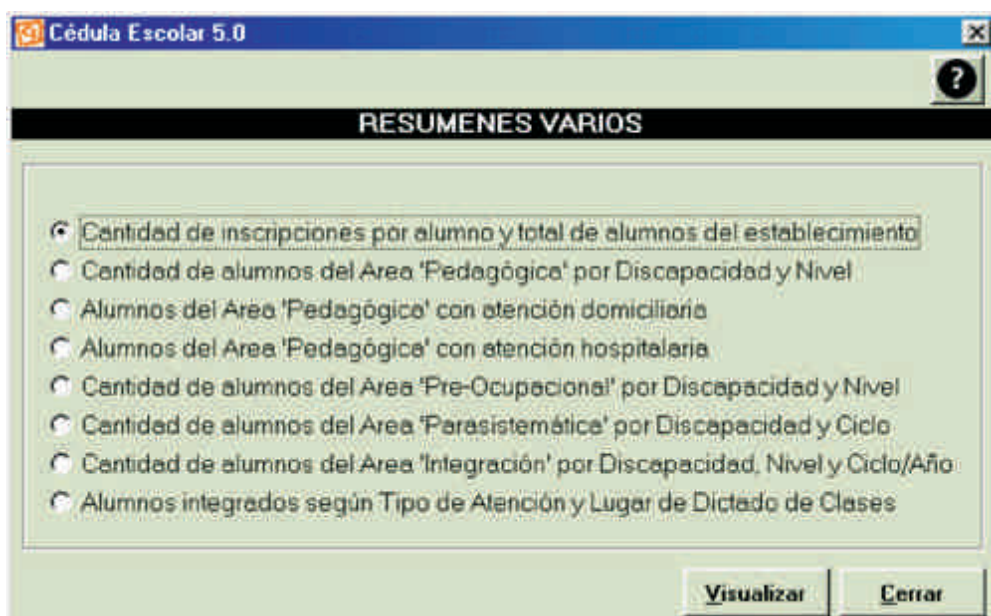 Cédula Escolar 5.0
?
RESUMENES VARIOS
Cantidad de inscripciones por alumno y total de alumnos del establecimiento
Cantidad de alumnos del Area 'Pedagógica' por Discapacidad y Nivel
Alumnos del Area 'Pedagógica' con atención domiciliaria
Alumnos del Area 'Pedagógica' con atención hospitalaria
Cantidad de alumnos del Area 'Pre-Ocupacional' por Discapacidad y Nivel
Cantidad de alumnos del Area 'Parasistemática' por Discapacidad y Ciclo
Cantidad de alumnos del Area 'Integración' por Discapacidad, Nivel y Ciclo/Año
Alumnos integrados según Tipo de Atención y Lugar de Dictado de Clases
Visualizar Cerrar